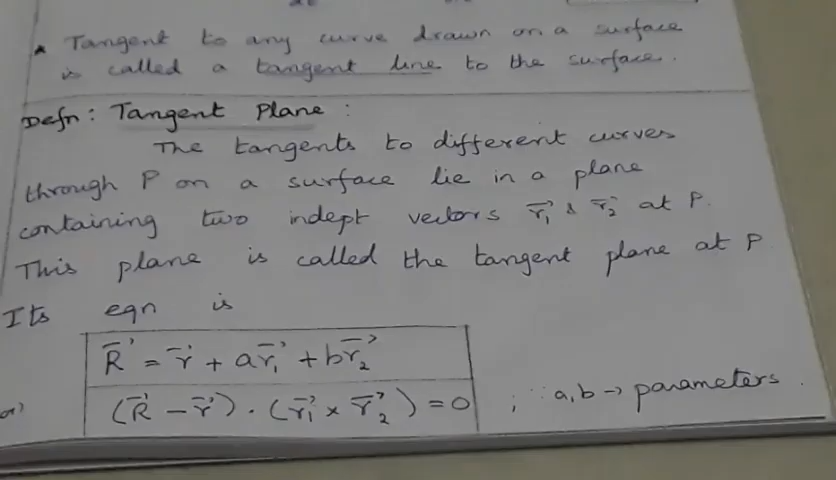 * Tangent to any curve drawn on a surface
is called a tangent line to the surface.
Defn: Tangent Plane :
The tangents to different curves
through P on a surface lie in a plane
containing two indept vectors r⃗₁ & r⃗₂ at P.
This plane is called the tangent plane at P
Its eqn is
R⃗ = r⃗ + a r⃗₁ + b r⃗₂
or) (R⃗ − r⃗) · (r⃗₁ × r⃗₂) = 0 ; ∵ a, b → parameters.